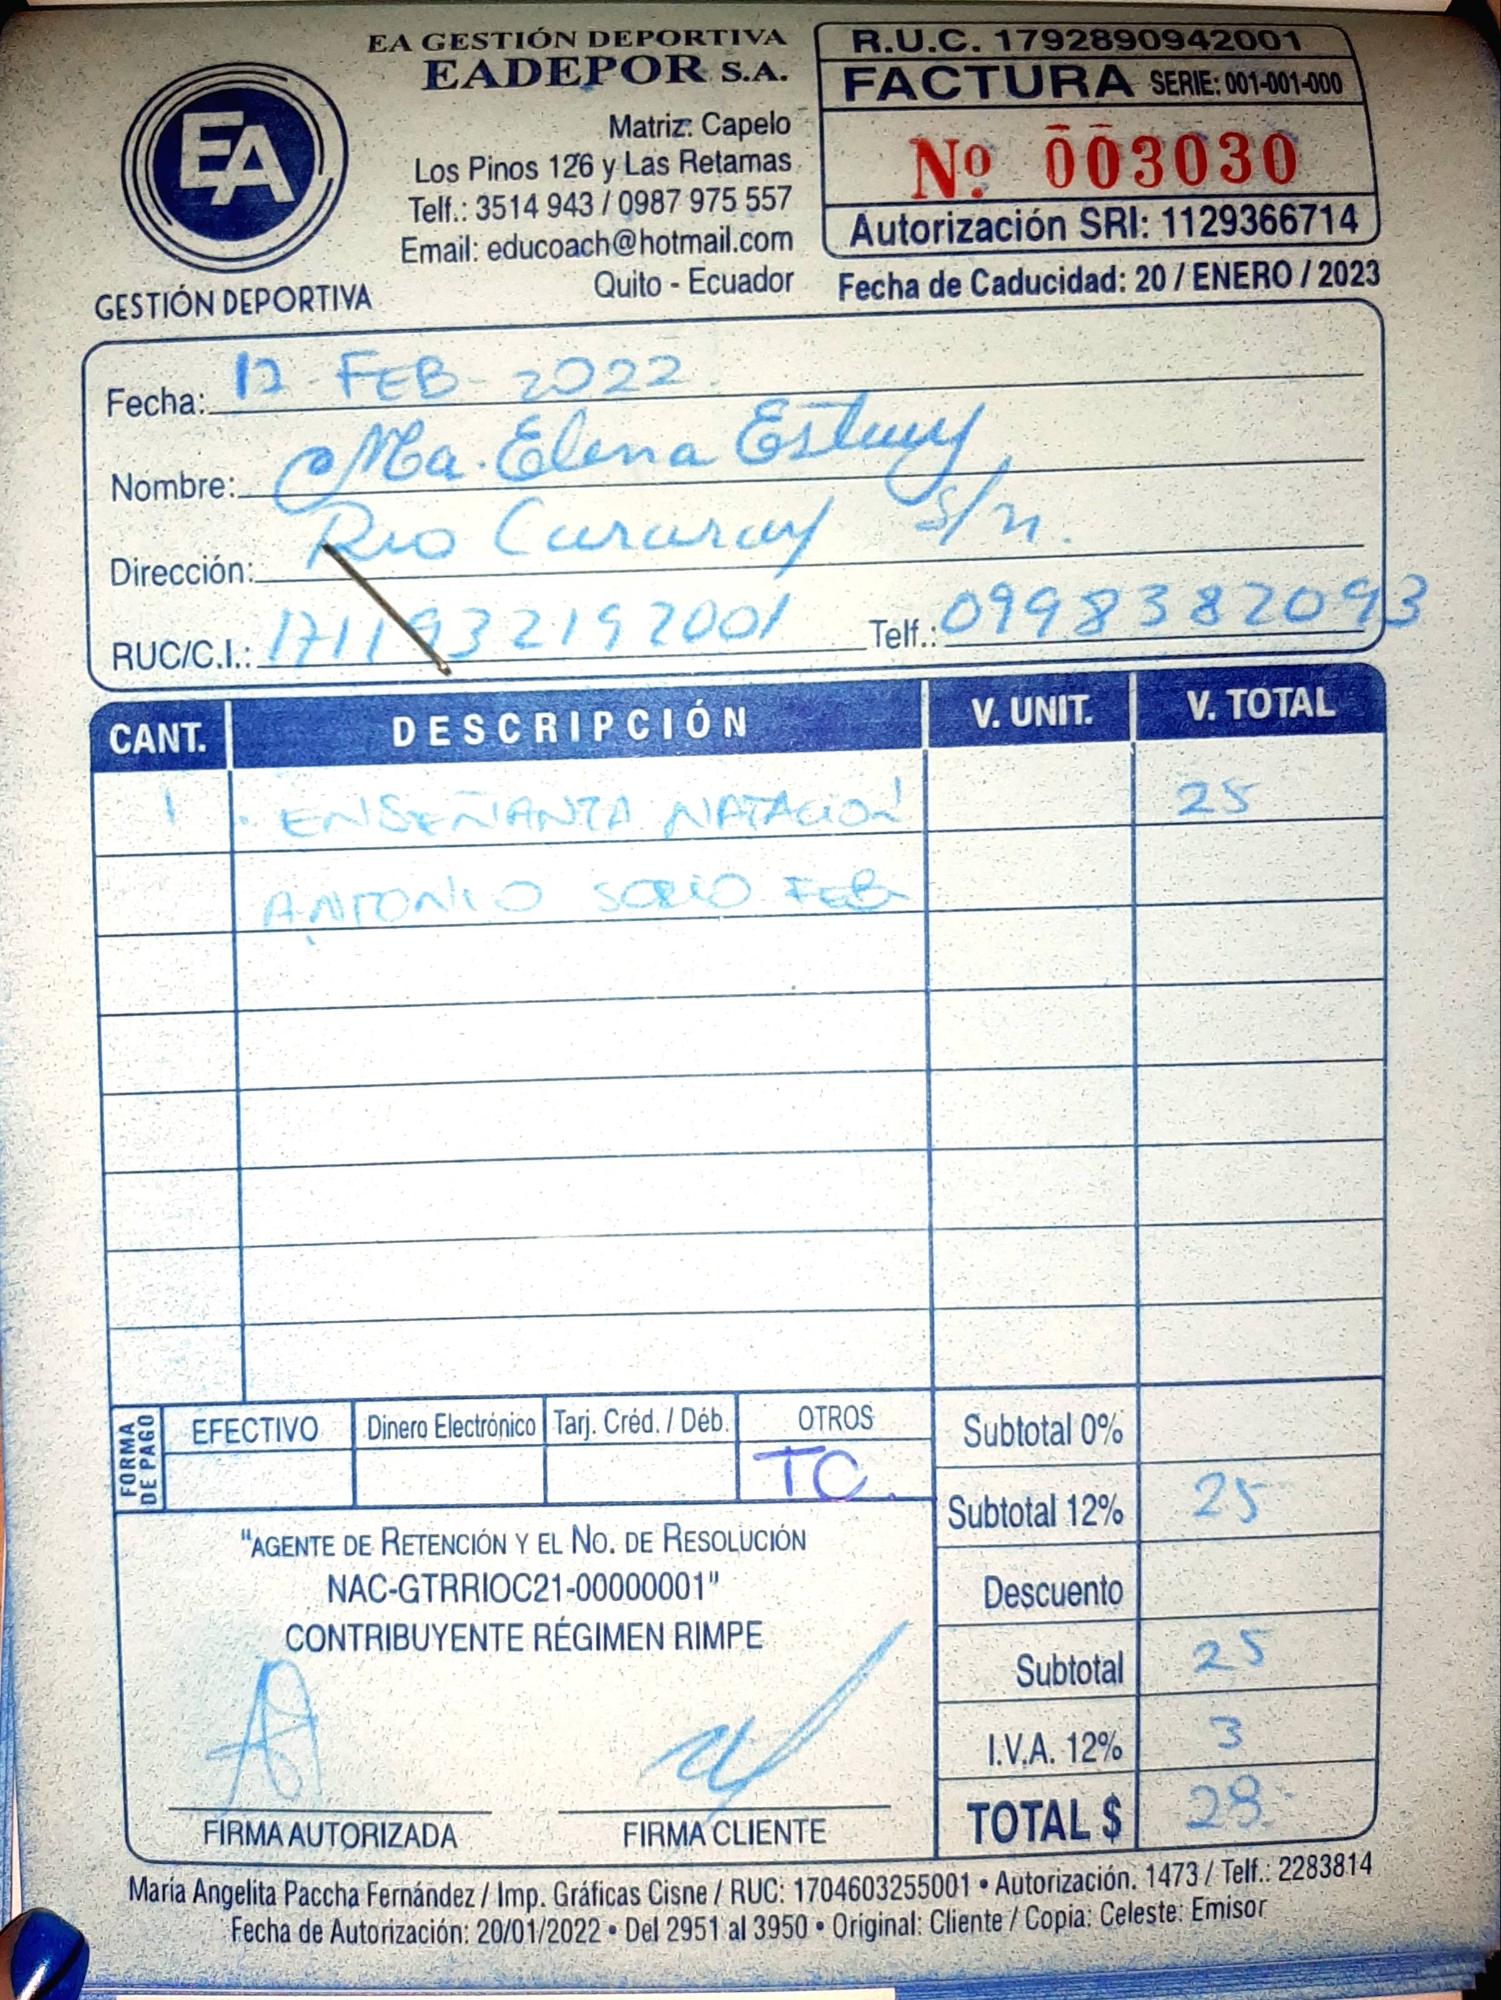 EA GESTIÓN DEPORTIVA
EADEPOR S.A.
EA
GESTIÓN DEPORTIVA
Matriz: Capelo
Los Pinos 126 y Las Retamas
Telf.: 3514 943 / 0987 975 557
Email: educoach@hotmail.com
Quito - Ecuador
R.U.C. 1792890942001
FACTURA SERIE: 001-001-000
Nº 003030
Autorización SRI: 1129366714
Fecha de Caducidad: 20 / ENERO / 2023
Fecha: 12 - FEB - 2022
Nombre: Ma. Elena
Dirección: Rio Cururay s/n.
RUC/C.I.: 1711932197001 Telf.: 0998382093
CANT. DESCRIPCIÓN V. UNIT. V. TOTAL
1 ENSEÑANZA NATACION 25
ANTONIO SOCIO FEB
FORMA DE PAGO
EFECTIVO Dinero Electrónico Tarj. Créd. / Déb. OTROS
TC.
Subtotal 0%
Subtotal 12% 25
Descuento
Subtotal 25
I.V.A. 12% 3
TOTAL $ 28
"AGENTE DE RETENCIÓN Y EL NO. DE RESOLUCIÓN
NAC-GTRRIOC21-00000001"
CONTRIBUYENTE RÉGIMEN RIMPE
FIRMA AUTORIZADA FIRMA CLIENTE
María Angelita Paccha Fernández / Imp. Gráficas Cisne / RUC: 1704603255001 • Autorización. 1473 / Telf.: 2283814
Fecha de Autorización: 20/01/2022 • Del 2951 al 3950 • Original: Cliente / Copia: Celeste: Emisor